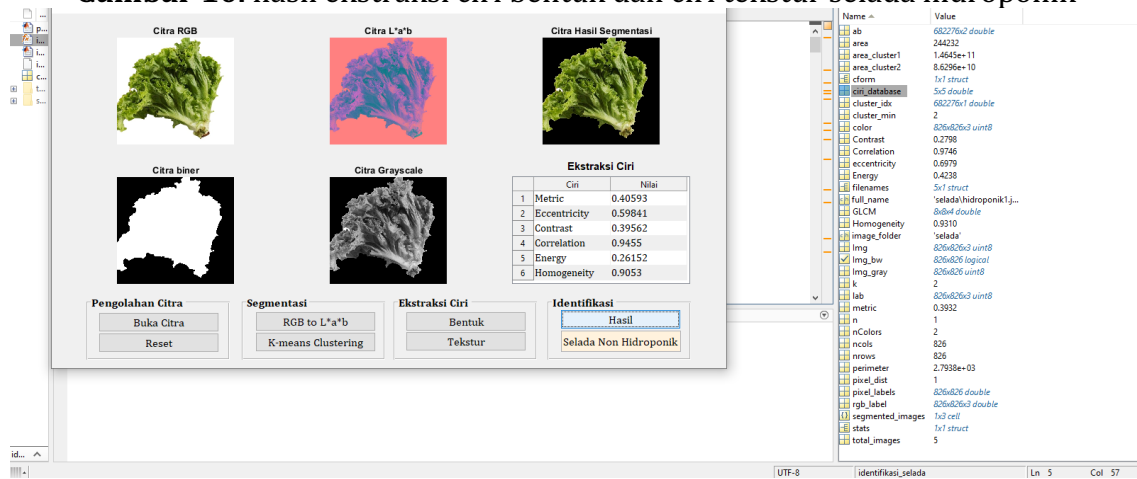 Gambar 10. hasil ekstraksi ciri bentuk dan ciri tekstur selada hidroponik
...
p...
i...
i...
i...
c...
t...
s...
Citra RGB
Citra L*a*b
Citra Hasil Segmentasi
Citra biner
Citra Grayscale
Ekstraksi Ciri
Ciri Nilai
1 Metric 0.40593
2 Eccentricity 0.59841
3 Contrast 0.39562
4 Correlation 0.9455
5 Energy 0.26152
6 Homogeneity 0.9053
Pengolahan Citra
Buka Citra
Reset
Segmentasi
RGB to L*a*b
K-means Clustering
Ekstraksi Ciri
Bentuk
Tekstur
Identifikasi
Hasil
Selada Non Hidroponik
Name Value
ab 682276x2 double
area 244232
area_cluster1 1.4645e+11
area_cluster2 8.6296e+10
cform 1x1 struct
ciri_database 5x5 double
cluster_idx 682276x1 double
cluster_min 2
color 826x826x3 uint8
Contrast 0.2798
Correlation 0.9746
eccentricity 0.6979
Energy 0.4238
filenames 5x1 struct
full_name 'selada\hidroponik1.j...
GLCM 8x8x4 double
Homogeneity 0.9310
image_folder 'selada'
Img 826x826x3 uint8
Img_bw 826x826 logical
Img_gray 826x826 uint8
k 2
lab 826x826x3 uint8
metric 0.3932
n 1
nColors 2
ncols 826
nrows 826
perimeter 2.7938e+03
pixel_dist 1
pixel_labels 826x826 double
rgb_label 826x826x3 double
segmented_images 1x3 cell
stats 1x1 struct
total_images 5
id...
UTF-8 identifikasi_selada Ln 5 Col 57